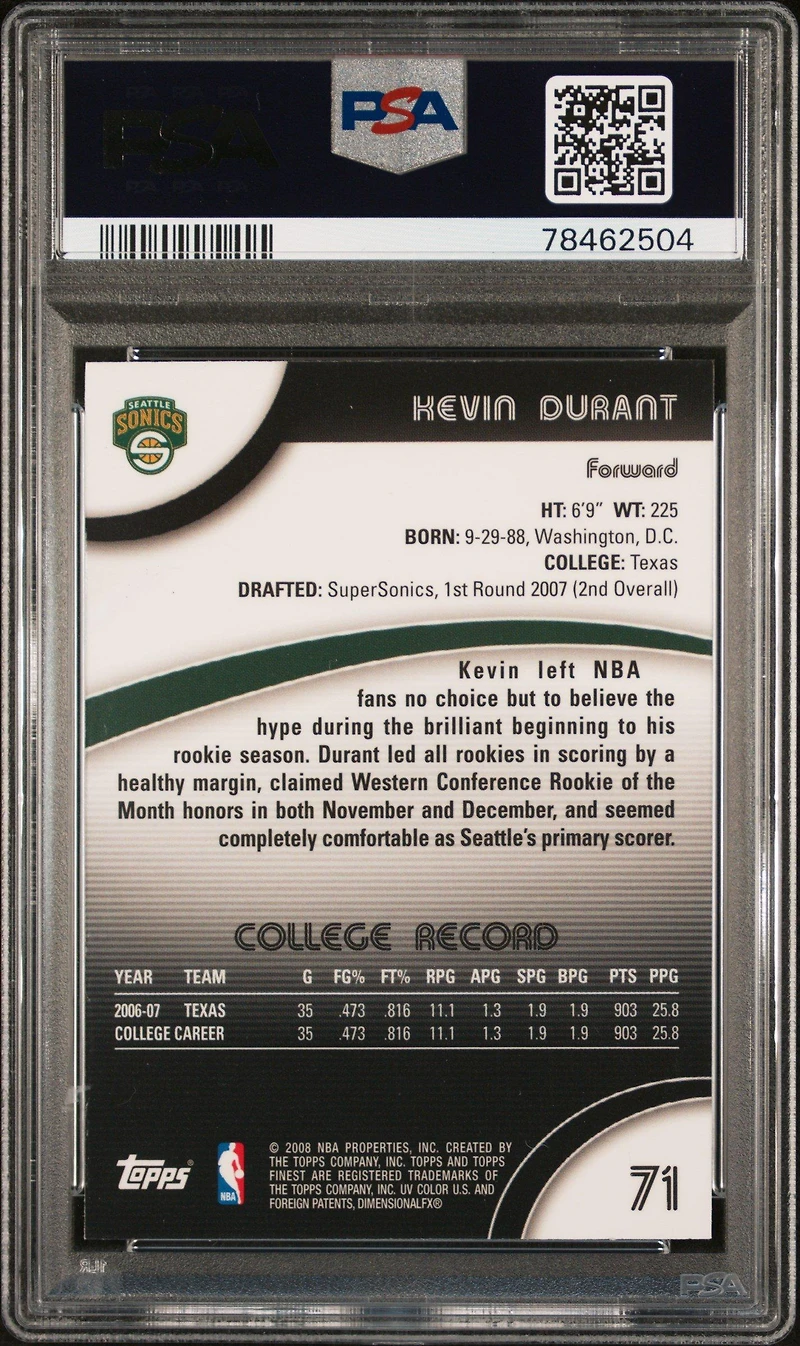 PSA
PSA
78462504
SEATTLE
SONICS
KEVIN DURANT
Forward
HT: 6'9" WT: 225
BORN: 9-29-88, Washington, D.C.
COLLEGE: Texas
DRAFTED: SuperSonics, 1st Round 2007 (2nd Overall)
Kevin left NBA
fans no choice but to believe the
hype during the brilliant beginning to his
rookie season. Durant led all rookies in scoring by a
healthy margin, claimed Western Conference Rookie of the
Month honors in both November and December, and seemed
completely comfortable as Seattle's primary scorer.
COLLEGE RECORD
YEAR TEAM G FG% FT% RPG APG SPG BPG PTS PPG
2006-07 TEXAS 35 .473 .816 11.1 1.3 1.9 1.9 903 25.8
COLLEGE CAREER 35 .473 .816 11.1 1.3 1.9 1.9 903 25.8
topps®
NBA
© 2008 NBA PROPERTIES, INC. CREATED BY
THE TOPPS COMPANY, INC. TOPPS AND TOPPS
FINEST ARE REGISTERED TRADEMARKS OF
THE TOPPS COMPANY, INC. UV COLOR U.S. AND
FOREIGN PATENTS, DIMENSIONALFX®
71
PSA